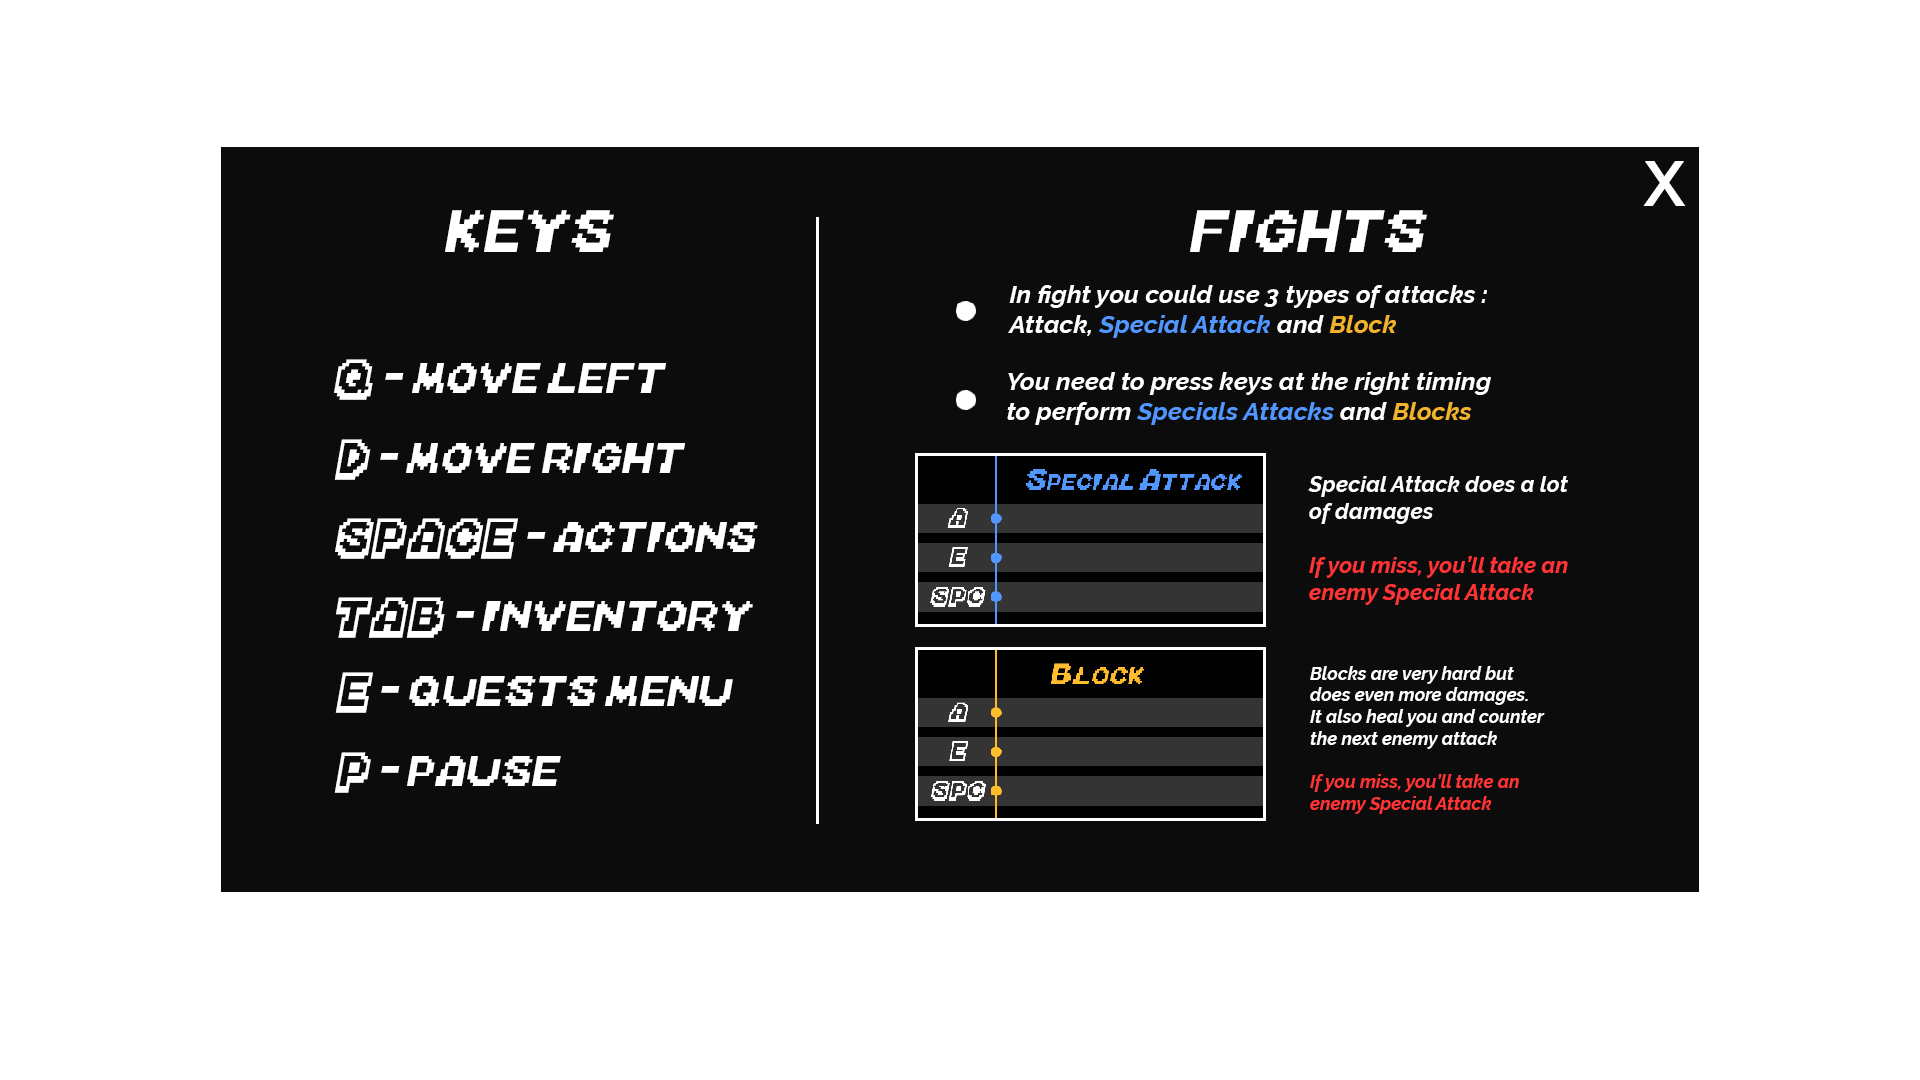 X
KEYS
Q - MOVE LEFT
D - MOVE RIGHT
SPACE - ACTIONS
TAB - INVENTORY
E - QUESTS MENU
P - PAUSE
FIGHTS
In fight you could use 3 types of attacks :
Attack, Special Attack and Block
You need to press keys at the right timing
to perform Specials Attacks and Blocks
Special Attack
A
E
SPC
Special Attack does a lot
of damages
If you miss, you'll take an
enemy Special Attack
Block
A
E
SPC
Blocks are very hard but
does even more damages.
It also heal you and counter
the next enemy attack
If you miss, you'll take an
enemy Special Attack